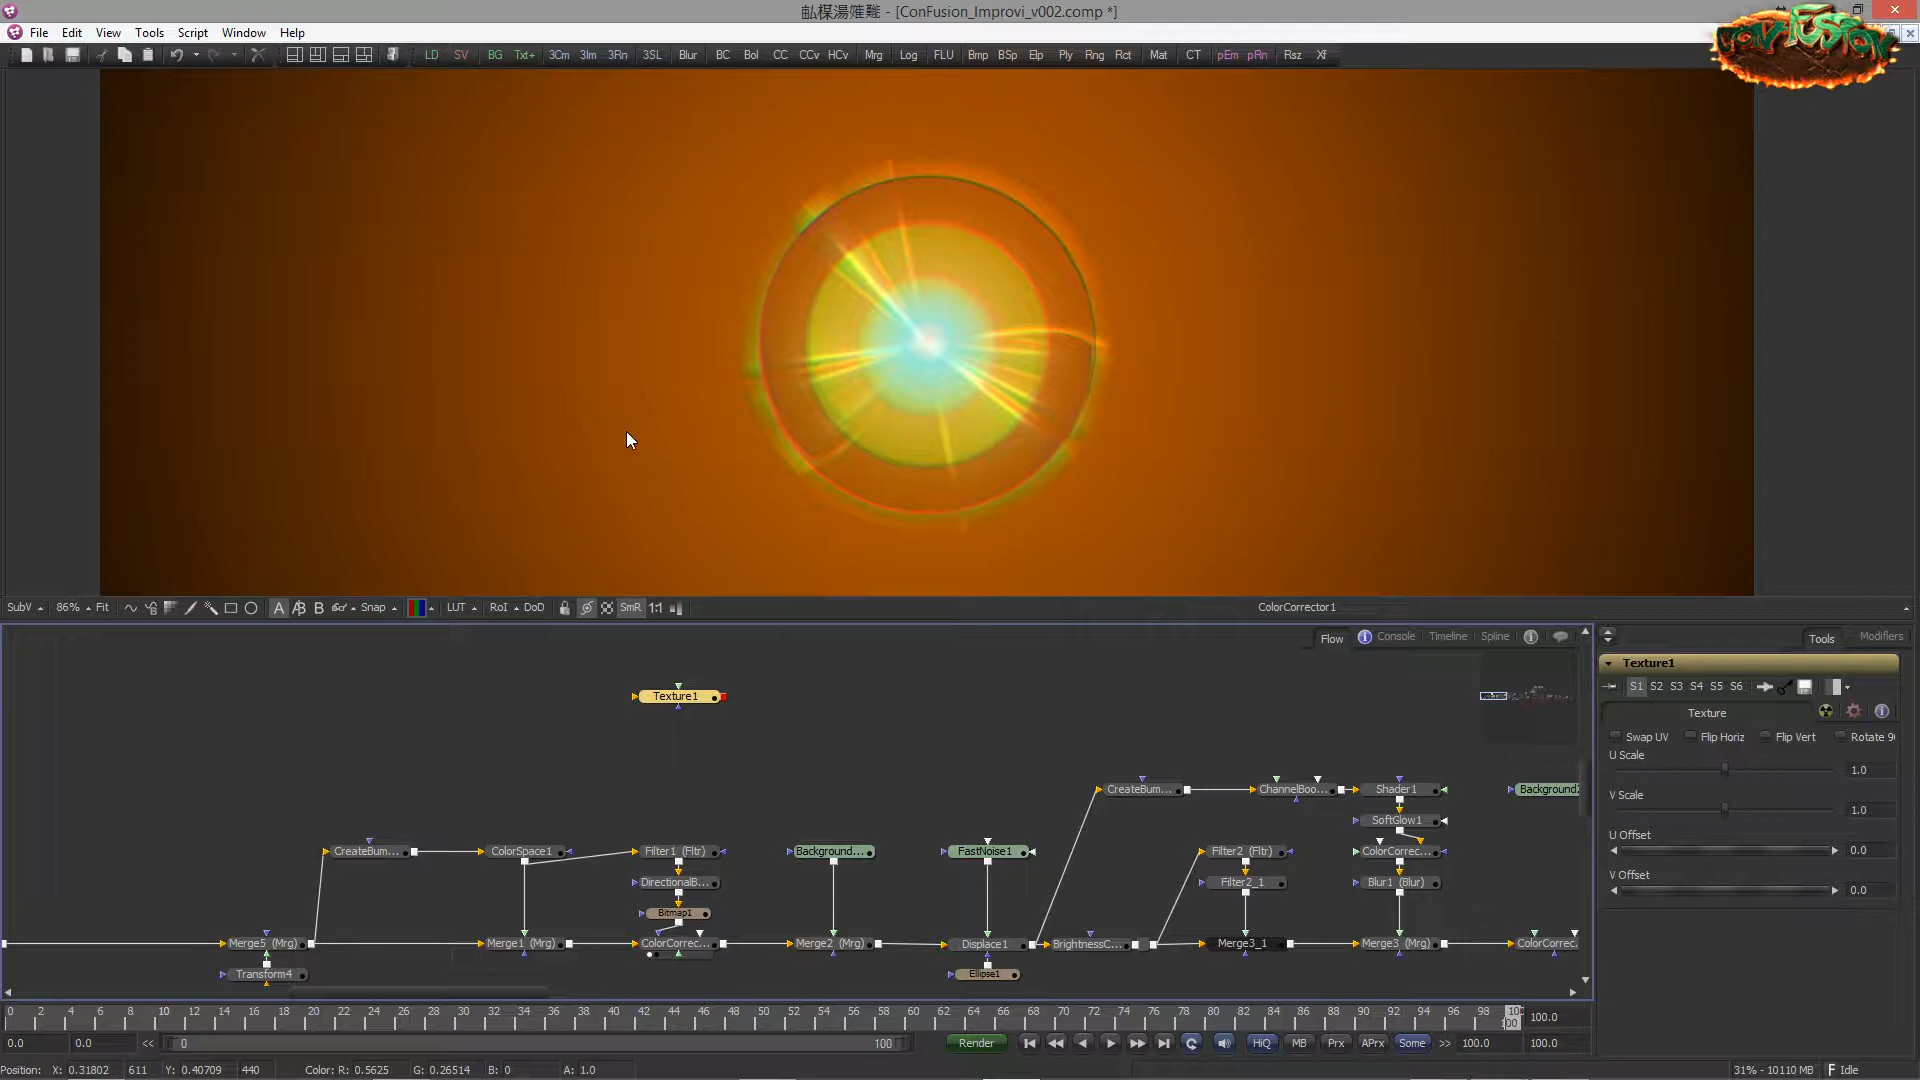 畆楳湯㷀難 - [ConFusion_Improvi_v002.comp *]
File Edit View Tools Script Window Help
LD SV BG Txt+ 3Cm 3Im 3Rn 3SL Blur BC Bol CC CCv HCv Mrg Log FLU Bmp BSp Elp Ply Rng Rct Mat CT pEm pRn Rsz Xf
SubV 86% Fit A B Snap LUT RoI DoD SmR 1:1 ColorCorrector1
Flow Console Timeline Spline
Tools Modifiers
Texture1
S1 S2 S3 S4 S5 S6
Texture
Swap UV Flip Horiz Flip Vert Rotate 9
U Scale
1.0
V Scale
1.0
U Offset
0.0
V Offset
0.0
Texture1
CreateBum... ChannelBoo... Shader1 Background
SoftGlow1
CreateBum... ColorSpace1 Filter1 (Fltr) Background... FastNoise1 Filter2 (Fltr) ColorCorrec...
DirectionalB... Filter2_1 Blur1 (Blur)
Bitmap1
Merge5 (Mrg) Merge1 (Mrg) ColorCorrec... Merge2 (Mrg) Displace1 BrightnessC... Merge3_1 Merge3 (Mrg) ColorCorrec.
Transform4 Ellipse1
0 2 4 6 8 10 12 14 16 18 20 22 24 26 28 30 32 34 36 38 40 42 44 46 48 50 52 54 56 58 60 62 64 66 68 70 72 74 76 78 80 82 84 86 88 90 92 94 96 98 100 100.0
0.0 0.0 << 0 100 Render HiQ MB Prx APrx Some >> 100.0 100.0
Position: X: 0.31802 611 Y: 0.40709 440 Color: R: 0.5625 G: 0.26514 B: 0 A: 1.0 31% - 10110 MB Idle